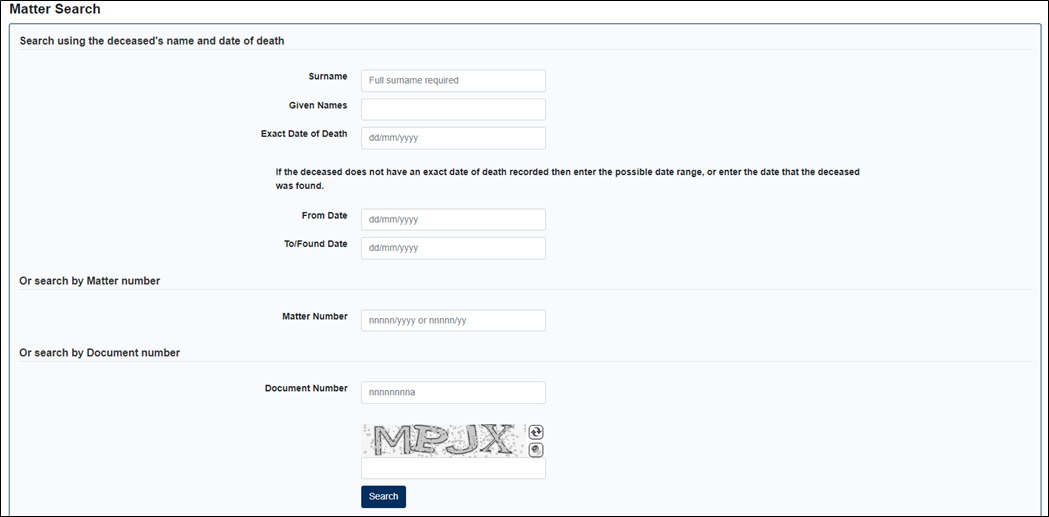 Matter Search
Search using the deceased's name and date of death
Surname
Full surname required
Given Names
Exact Date of Death
dd/mm/yyyy
If the deceased does not have an exact date of death recorded then enter the possible date range, or enter the date that the deceased
was found.
From Date
dd/mm/yyyy
To/Found Date
dd/mm/yyyy
Or search by Matter number
Matter Number
nnnnn/yyyy or nnnnn/yy
Or search by Document number
Document Number
nnnnnnnna
MPJX
Search